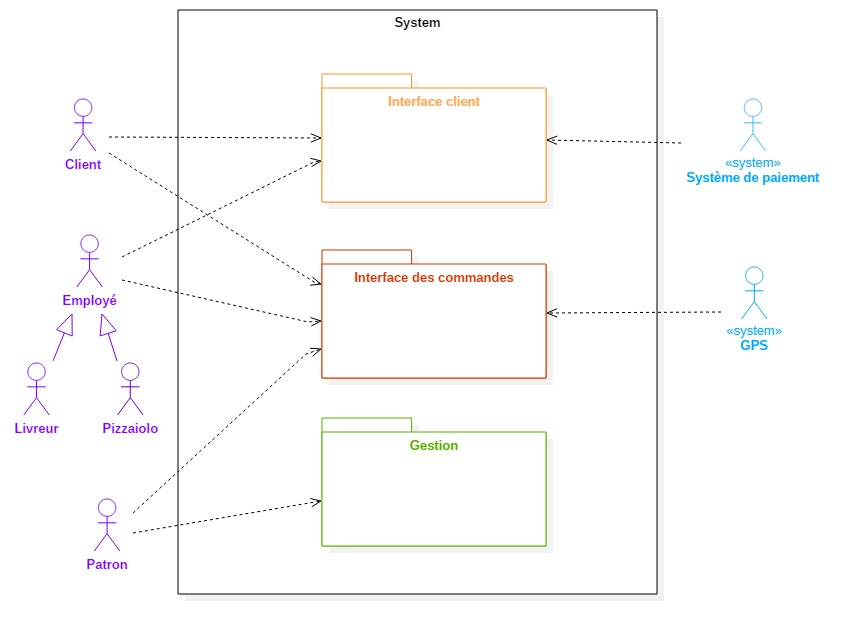 System
Interface client
Client
«system»
Système de paiement
Employé
Interface des commandes
«system»
GPS
Livreur
Pizzaiolo
Gestion
Patron